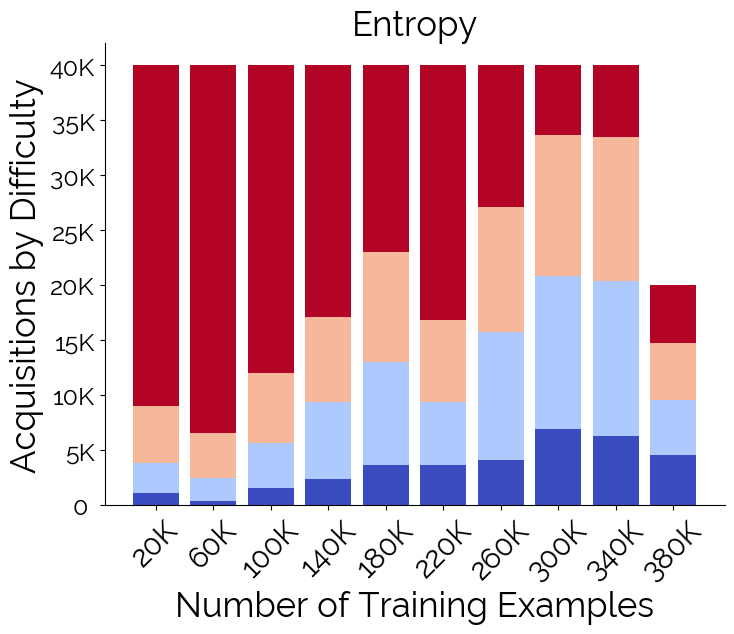 Entropy
Acquisitions by Difficulty
40K
35K
30K
25K
20K
15K
10K
5K
0
20K
60K
100K
140K
180K
220K
260K
300K
340K
380K
Number of Training Examples